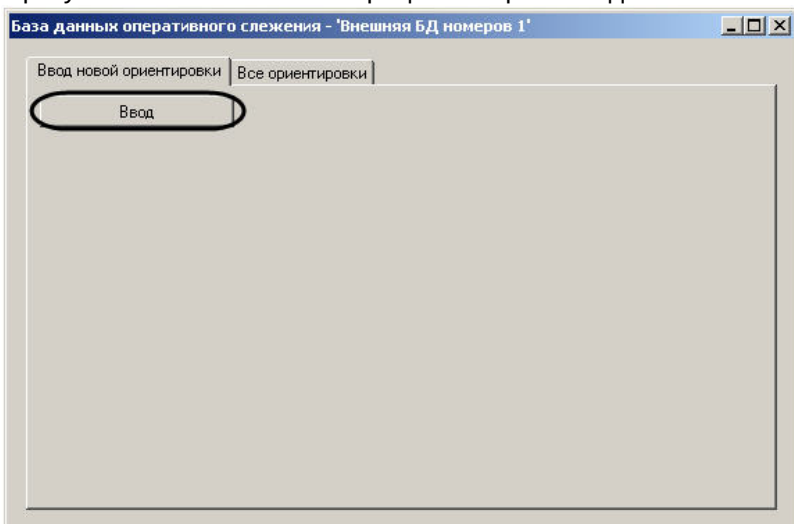 База данных оперативного слежения - 'Внешняя БД номеров 1'
Ввод новой ориентировки Все ориентировки
Ввод